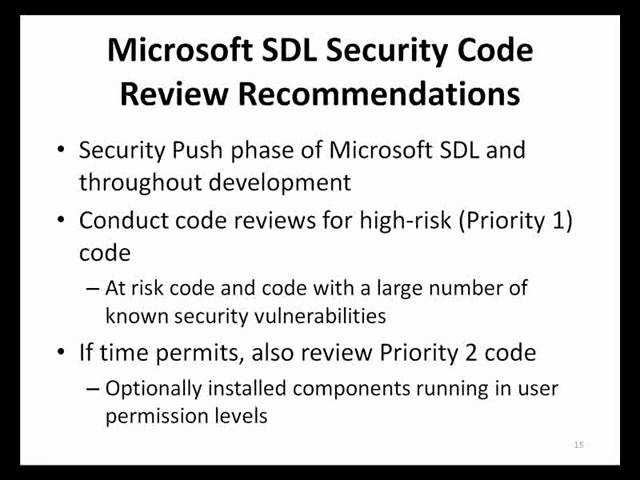 Microsoft SDL Security Code
Review Recommendations
• Security Push phase of Microsoft SDL and
throughout development
• Conduct code reviews for high-risk (Priority 1)
code
– At risk code and code with a large number of
known security vulnerabilities
• If time permits, also review Priority 2 code
– Optionally installed components running in user
permission levels
15